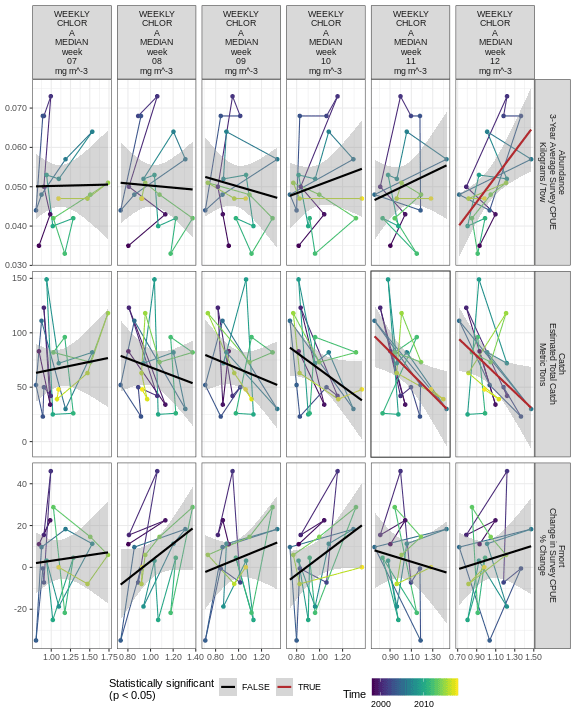 WEEKLY CHLOR A MEDIAN week 07 mg m^-3
WEEKLY CHLOR A MEDIAN week 08 mg m^-3
WEEKLY CHLOR A MEDIAN week 09 mg m^-3
WEEKLY CHLOR A MEDIAN week 10 mg m^-3
WEEKLY CHLOR A MEDIAN week 11 mg m^-3
WEEKLY CHLOR A MEDIAN week 12 mg m^-3
0.070
0.060
0.050
0.040
0.030
Abundance
3-Year Average Survey CPUE
Kilograms / Tow
150
100
50
0
Catch
Estimated Total Catch
Metric Tons
40
20
0
-20
Fmort
Change in Survey CPUE
% Change
1.00 1.25 1.50 1.75
0.80 1.00 1.20 1.40
0.80 1.00 1.20
0.80 1.00 1.20
0.90 1.10 1.30
0.70 0.90 1.10 1.30 1.50
Statistically significant
(p < 0.05)
FALSE TRUE
Time
2000 2010